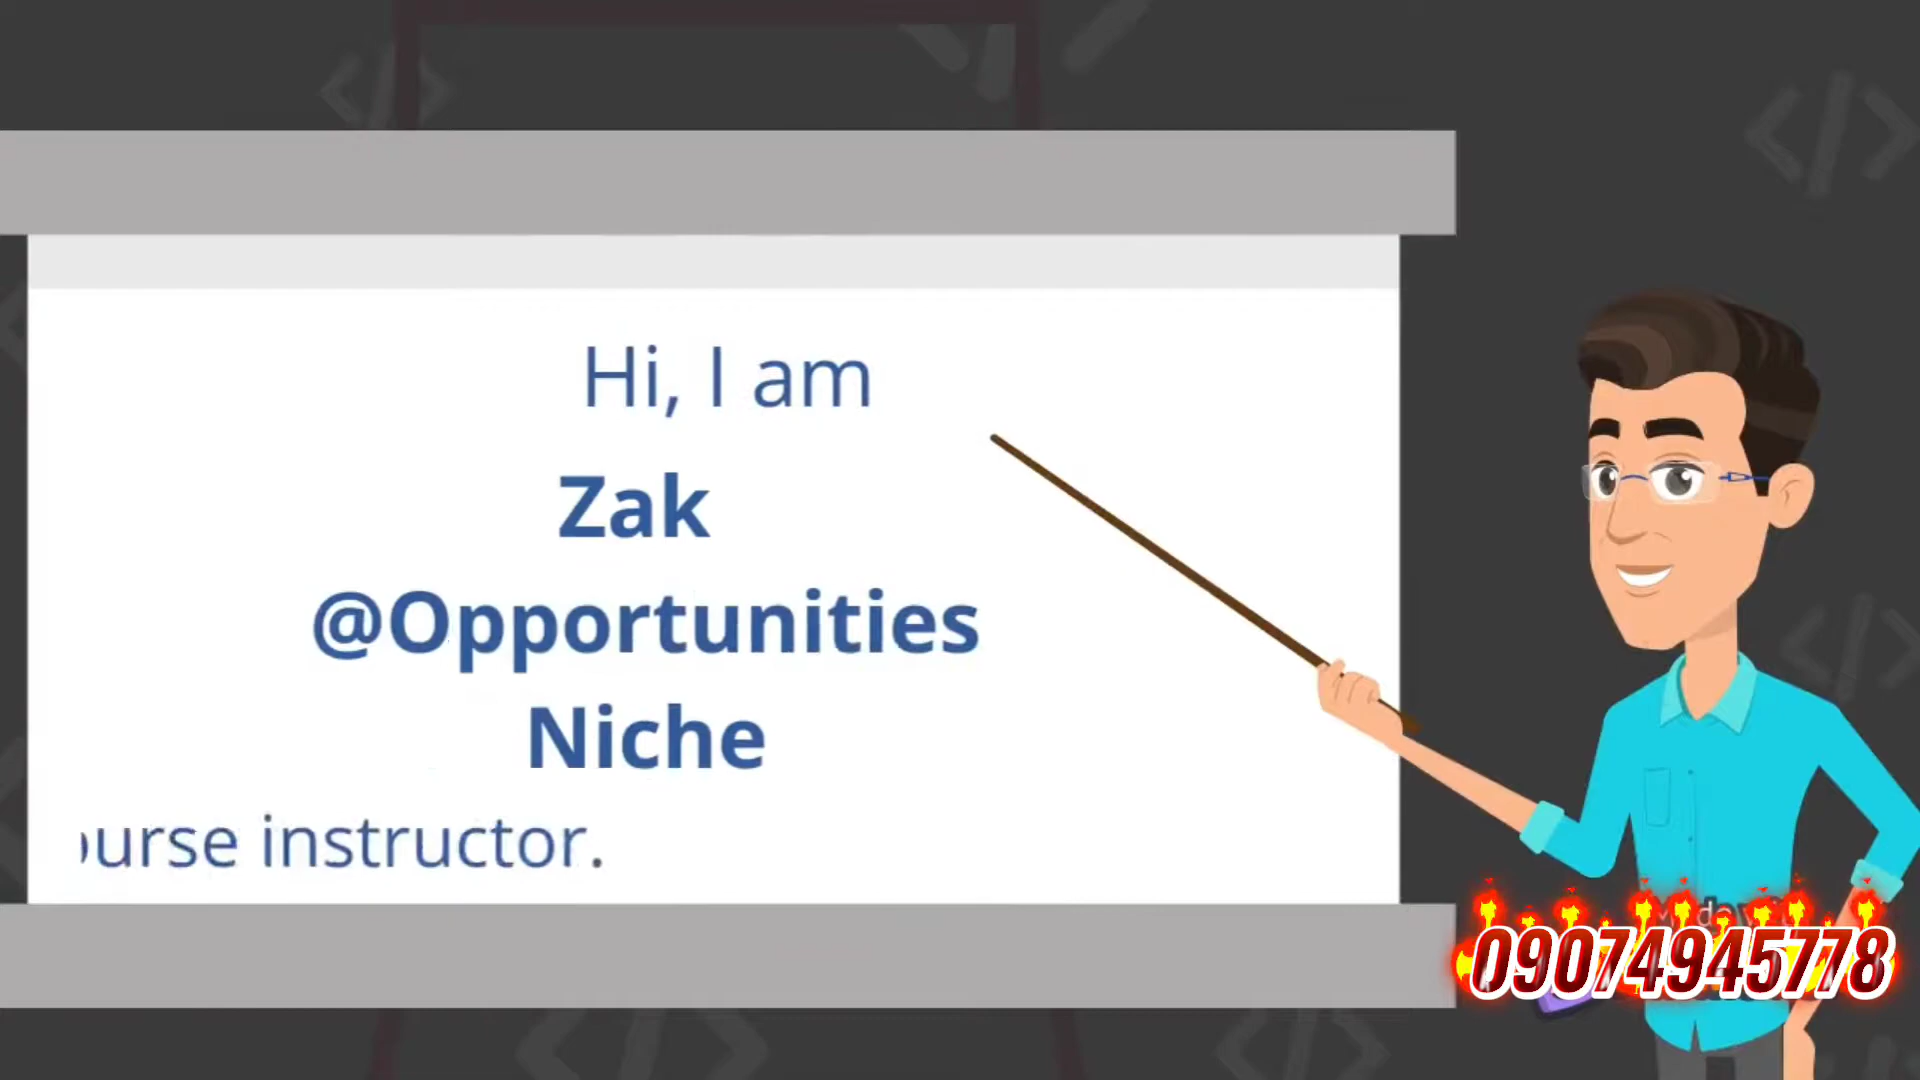 Hi, I am
Zak
@Opportunities
Niche
urse instructor.
09074945778